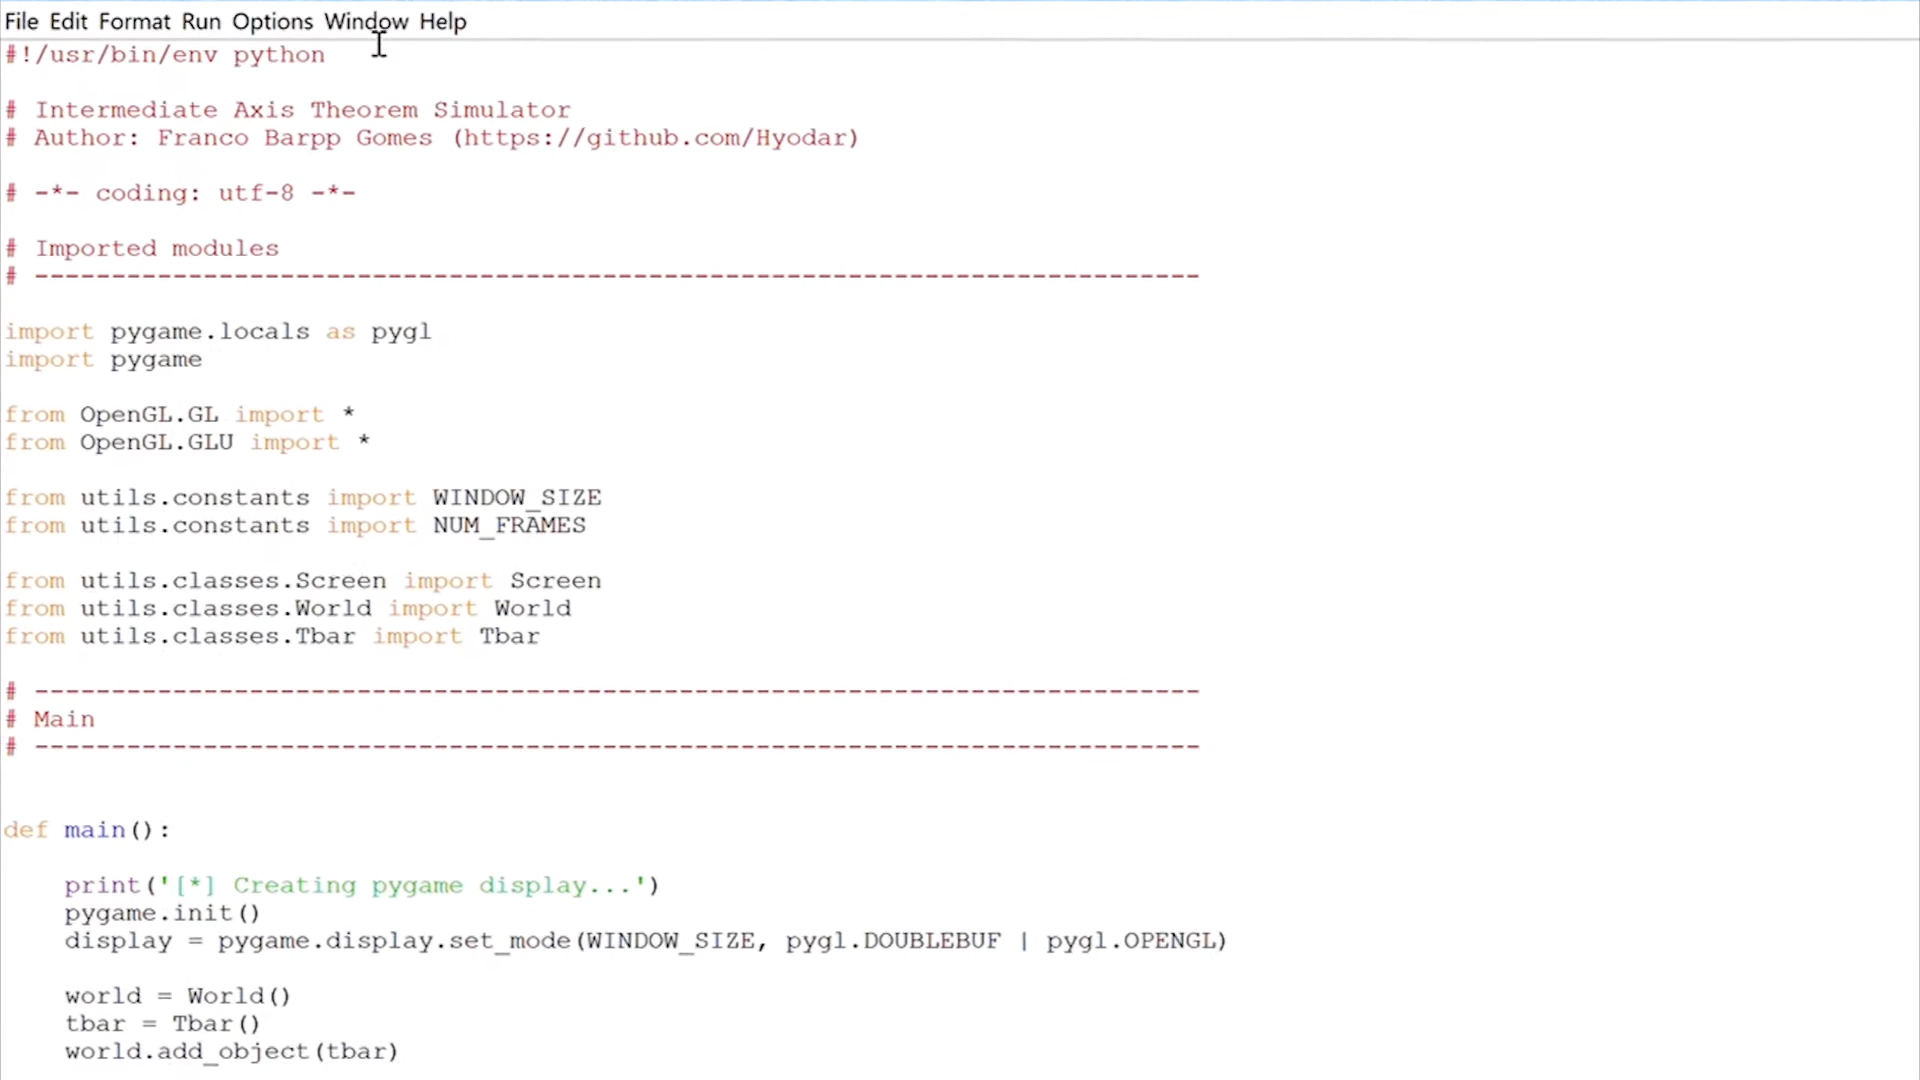 File Edit Format Run Options Window Help
#!/usr/bin/env python
# Intermediate Axis Theorem Simulator
# Author: Franco Barpp Gomes (https://github.com/Hyodar)
# -*- coding: utf-8 -*-
# Imported modules
# ----------------------------------------------------------------------------
import pygame.locals as pygl
import pygame
from OpenGL.GL import *
from OpenGL.GLU import *
from utils.constants import WINDOW_SIZE
from utils.constants import NUM_FRAMES
from utils.classes.Screen import Screen
from utils.classes.World import World
from utils.classes.Tbar import Tbar
# ----------------------------------------------------------------------------
# Main
# ----------------------------------------------------------------------------
def main():
    print('[*] Creating pygame display...')
    pygame.init()
    display = pygame.display.set_mode(WINDOW_SIZE, pygl.DOUBLEBUF | pygl.OPENGL)
    world = World()
    tbar = Tbar()
    world.add_object(tbar)